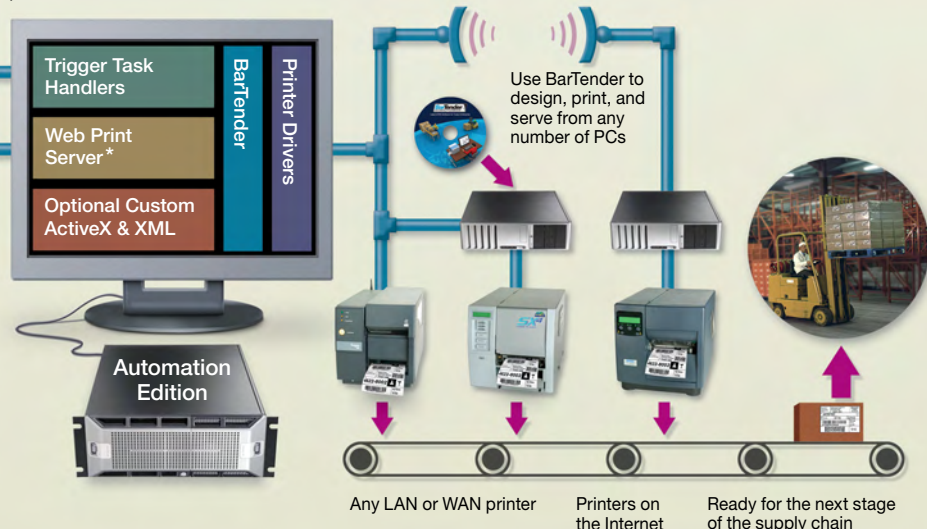 Trigger Task
Handlers
Web Print
Server*
Optional Custom
ActiveX & XML
BarTender
Printer Drivers
Use BarTender to
design, print, and
serve from any
number of PCs
BarTender
Automation
Edition
Any LAN or WAN printer
Printers on
the Internet
Ready for the next stage
of the supply chain